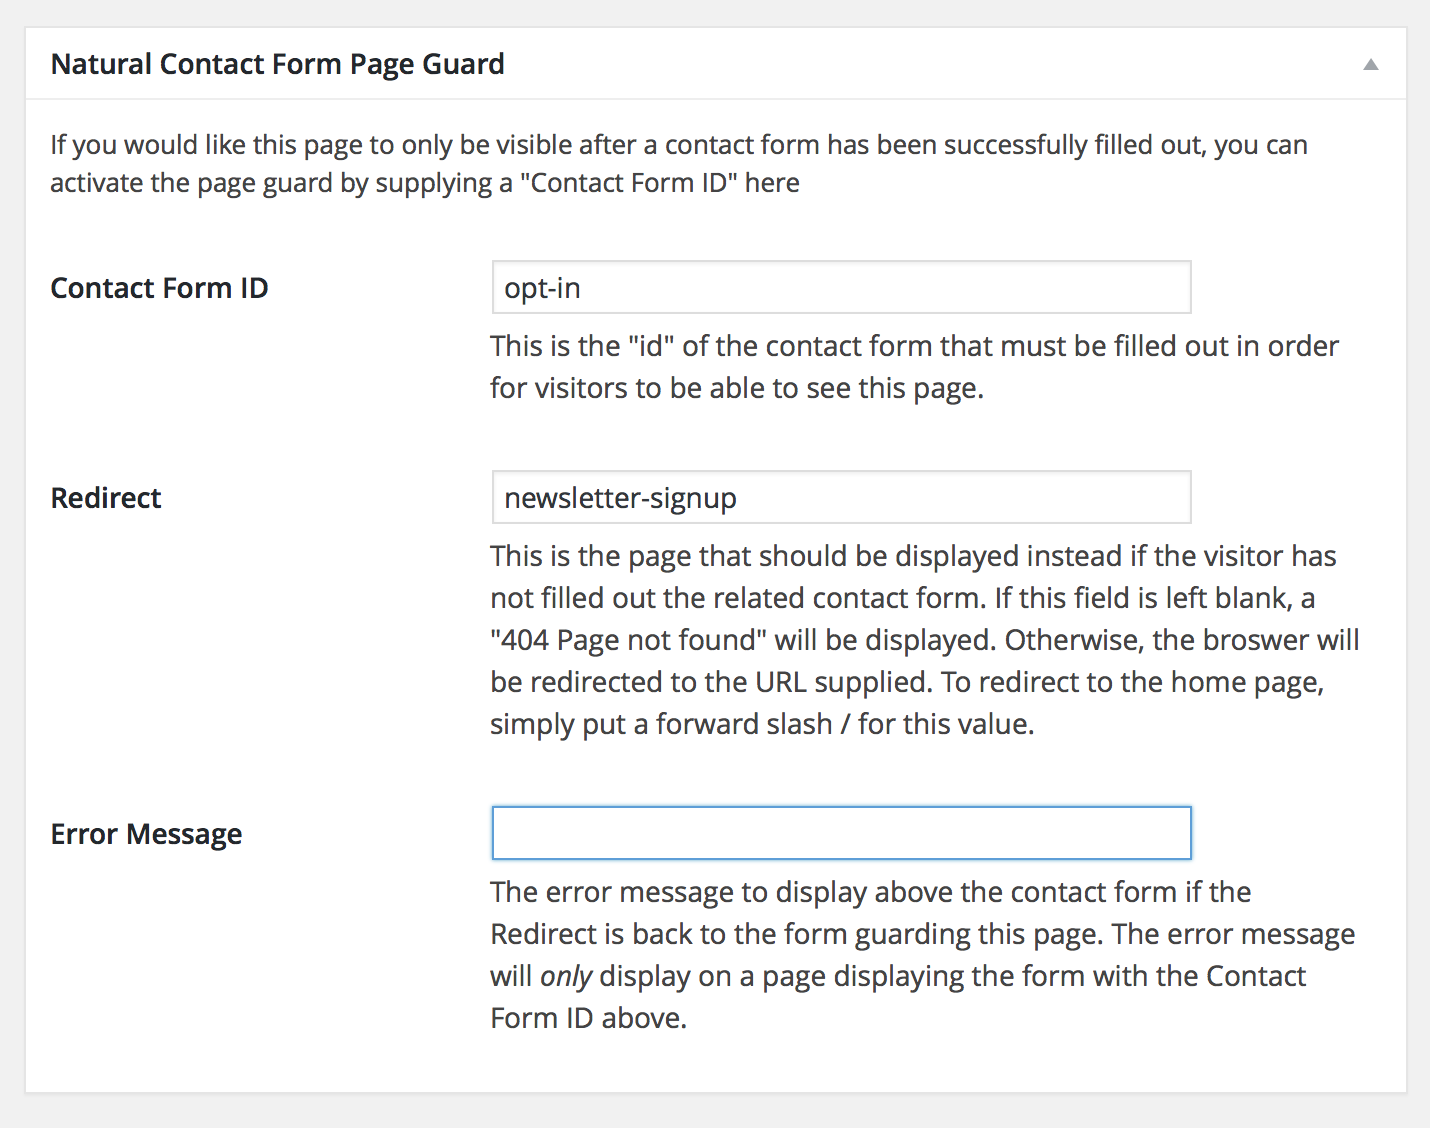 Natural Contact Form Page Guard
If you would like this page to only be visible after a contact form has been successfully filled out, you can
activate the page guard by supplying a "Contact Form ID" here
Contact Form ID
opt-in
This is the "id" of the contact form that must be filled out in order
for visitors to be able to see this page.
Redirect
newsletter-signup
This is the page that should be displayed instead if the visitor has
not filled out the related contact form. If this field is left blank, a
"404 Page not found" will be displayed. Otherwise, the broswer will
be redirected to the URL supplied. To redirect to the home page,
simply put a forward slash / for this value.
Error Message
The error message to display above the contact form if the
Redirect is back to the form guarding this page. The error message
will only display on a page displaying the form with the Contact
Form ID above.